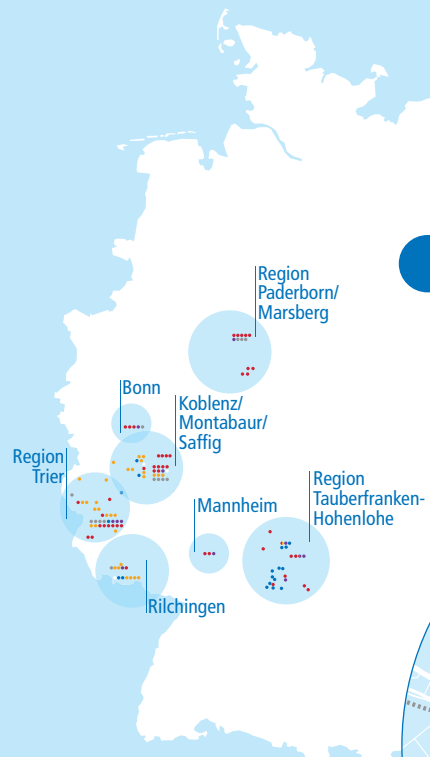 Region
Paderborn/
Marsberg
Bonn
Koblenz/
Montabaur/
Saffig
Region
Trier
Mannheim
Region
Tauberfranken-
Hohenlohe
Rilchingen